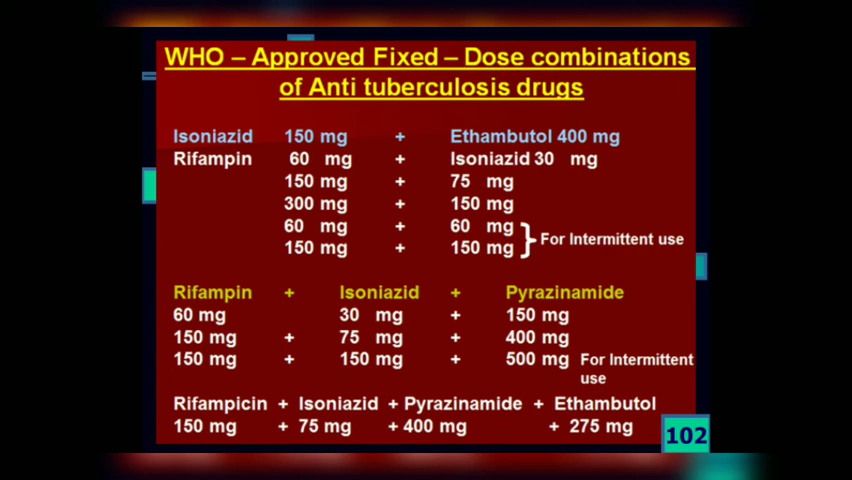 WHO – Approved Fixed – Dose combinations
of Anti tuberculosis drugs
Isoniazid 150 mg + Ethambutol 400 mg
Rifampin 60 mg + Isoniazid 30 mg
150 mg + 75 mg
300 mg + 150 mg
60 mg + 60 mg
150 mg + 150 mg } For Intermittent use
Rifampin + Isoniazid + Pyrazinamide
60 mg 30 mg + 150 mg
150 mg + 75 mg + 400 mg
150 mg + 150 mg + 500 mg For Intermittent
use
Rifampicin + Isoniazid + Pyrazinamide + Ethambutol
150 mg + 75 mg + 400 mg + 275 mg
102